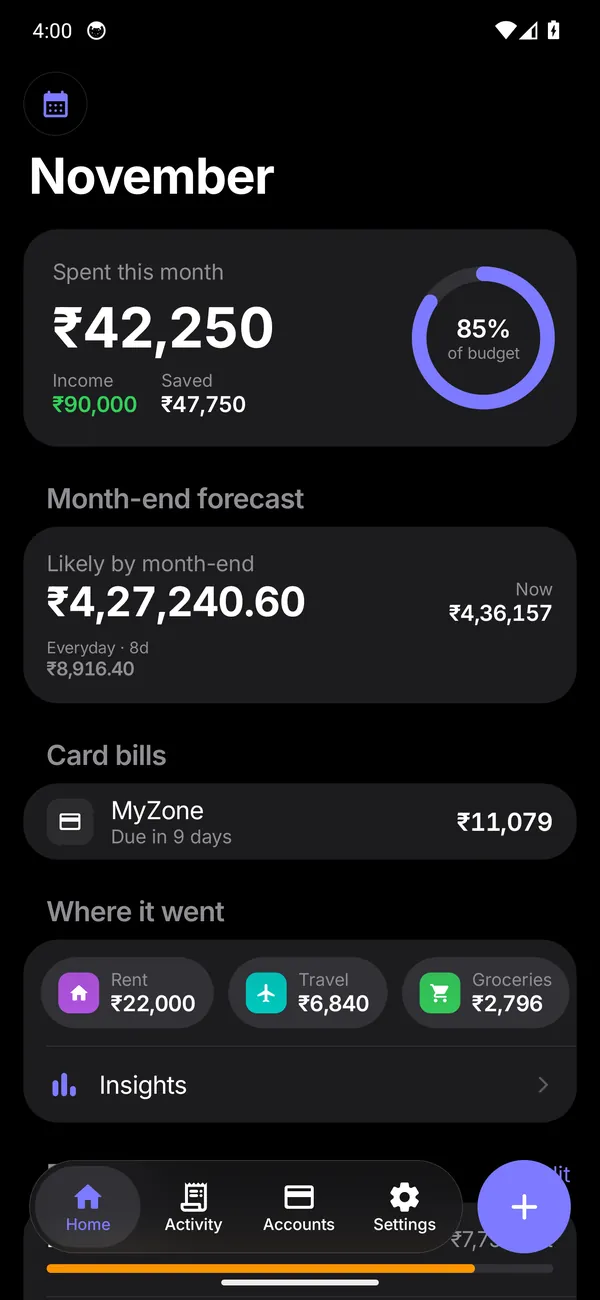 4:00
November
Spent this month
₹42,250
85%
of budget
Income
Saved
₹90,000
₹47,750
Month-end forecast
Likely by month-end
₹4,27,240.60
Now
₹4,36,157
Everyday · 8d
₹8,916.40
Card bills
MyZone
Due in 9 days
₹11,079
Where it went
Rent
₹22,000
Travel
₹6,840
Groceries
₹2,796
Insights
Home
Activity
Accounts
Settings